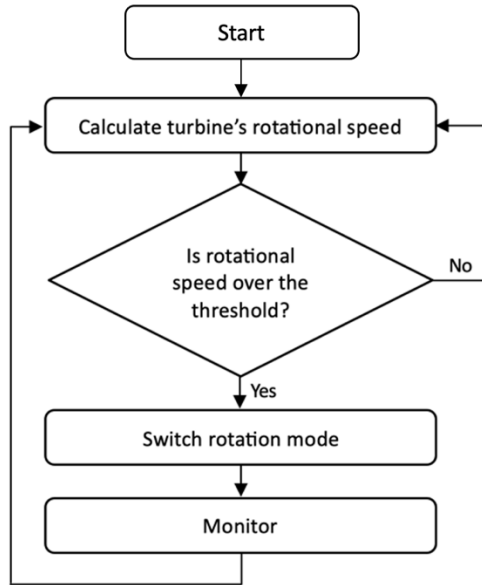 Start
Calculate turbine’s rotational speed
Is rotational
speed over the
threshold?
No
Yes
Switch rotation mode
Monitor